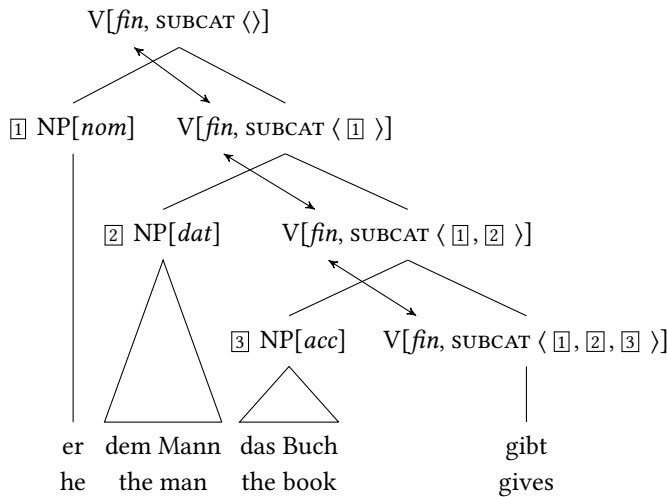 V[fin, SUBCAT ⟨⟩]
1 NP[nom] V[fin, SUBCAT ⟨ 1 ⟩]
2 NP[dat] V[fin, SUBCAT ⟨ 1, 2 ⟩]
3 NP[acc] V[fin, SUBCAT ⟨ 1, 2, 3 ⟩]
er dem Mann das Buch gibt
he the man the book gives